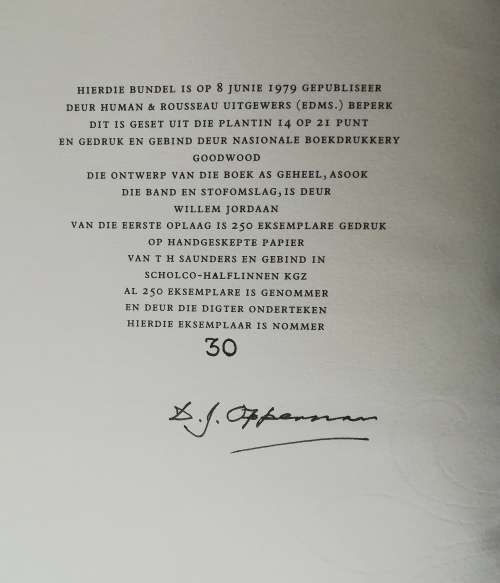 HIERDIE BUNDEL IS OP 8 JUNIE 1979 GEPUBLISEER
DEUR HUMAN & ROUSSEAU UITGEWERS (EDMS.) BEPERK
DIT IS GESET UIT DIE PLANTIN 14 OP 21 PUNT
EN GEDRUK EN GEBIND DEUR NASIONALE BOEKDRUKKERY
GOODWOOD
DIE ONTWERP VAN DIE BOEK AS GEHEEL, ASOOK
DIE BAND EN STOFOMSLAG, IS DEUR
WILLEM JORDAAN
VAN DIE EERSTE OPLAAG IS 250 EKSEMPLARE GEDRUK
OP HANDGESKEPTE PAPIER
VAN T H SAUNDERS EN GEBIND IN
SCHOLCO-HALFLINNEN KGZ
AL 250 EKSEMPLARE IS GENOMMER
EN DEUR DIE DIGTER ONDERTEKEN
HIERDIE EKSEMPLAAR IS NOMMER
30
D. J. Opperman